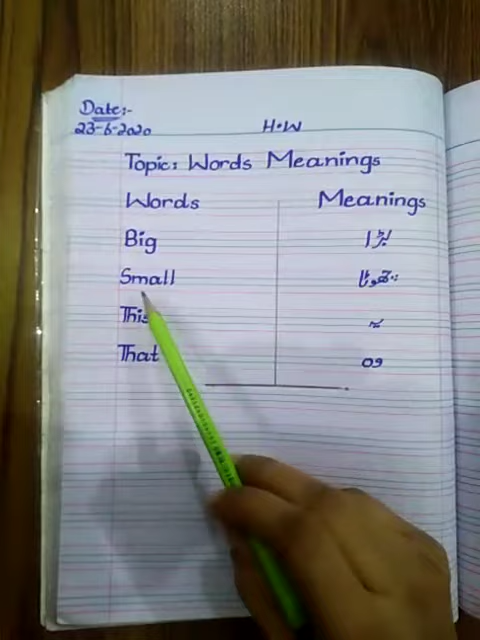 Date:-
23-6-2020 H.W
Topic: Words Meanings
Words Meanings
Big بڑا
Small چھوٹا
This یہ
That وہ